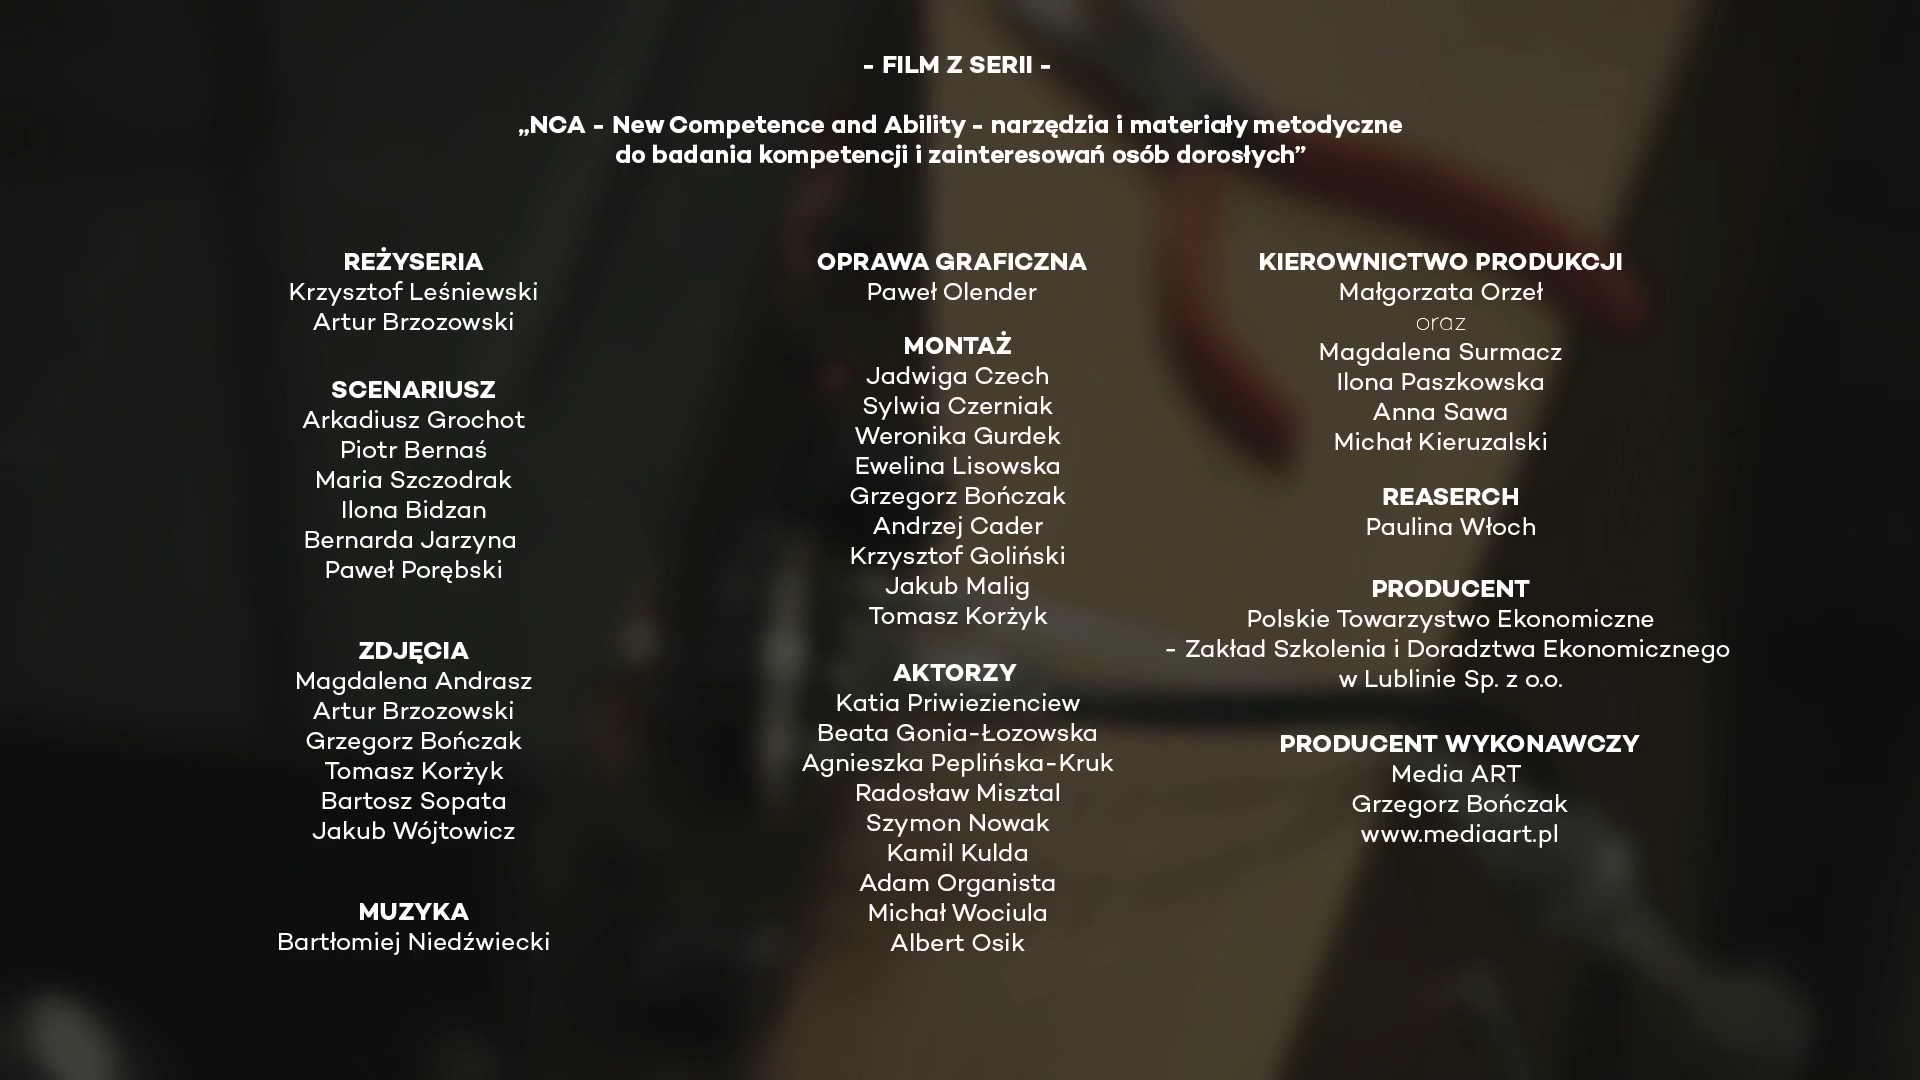 - FILM Z SERII -
„NCA - New Competence and Ability - narzędzia i materiały metodyczne
do badania kompetencji i zainteresowań osób dorosłych”
REŻYSERIA
Krzysztof Leśniewski
Artur Brzozowski
SCENARIUSZ
Arkadiusz Grochot
Piotr Bernaś
Maria Szczodrak
Ilona Bidzan
Bernarda Jarzyna
Paweł Porębski
ZDJĘCIA
Magdalena Andrasz
Artur Brzozowski
Grzegorz Bończak
Tomasz Korżyk
Bartosz Sopata
Jakub Wójtowicz
MUZYKA
Bartłomiej Niedźwiecki
OPRAWA GRAFICZNA
Paweł Olender
MONTAŻ
Jadwiga Czech
Sylwia Czerniak
Weronika Gurdek
Ewelina Lisowska
Grzegorz Bończak
Andrzej Cader
Krzysztof Goliński
Jakub Malig
Tomasz Korżyk
AKTORZY
Katia Priwiezienciew
Beata Gonia-Łozowska
Agnieszka Peplińska-Kruk
Radosław Misztal
Szymon Nowak
Kamil Kulda
Adam Organista
Michał Wociula
Albert Osik
KIEROWNICTWO PRODUKCJI
Małgorzata Orzeł
oraz
Magdalena Surmacz
Ilona Paszkowska
Anna Sawa
Michał Kieruzalski
REASERCH
Paulina Włoch
PRODUCENT
Polskie Towarzystwo Ekonomiczne
- Zakład Szkolenia i Doradztwa Ekonomicznego
w Lublinie Sp. z o.o.
PRODUCENT WYKONAWCZY
Media ART
Grzegorz Bończak
www.mediaart.pl